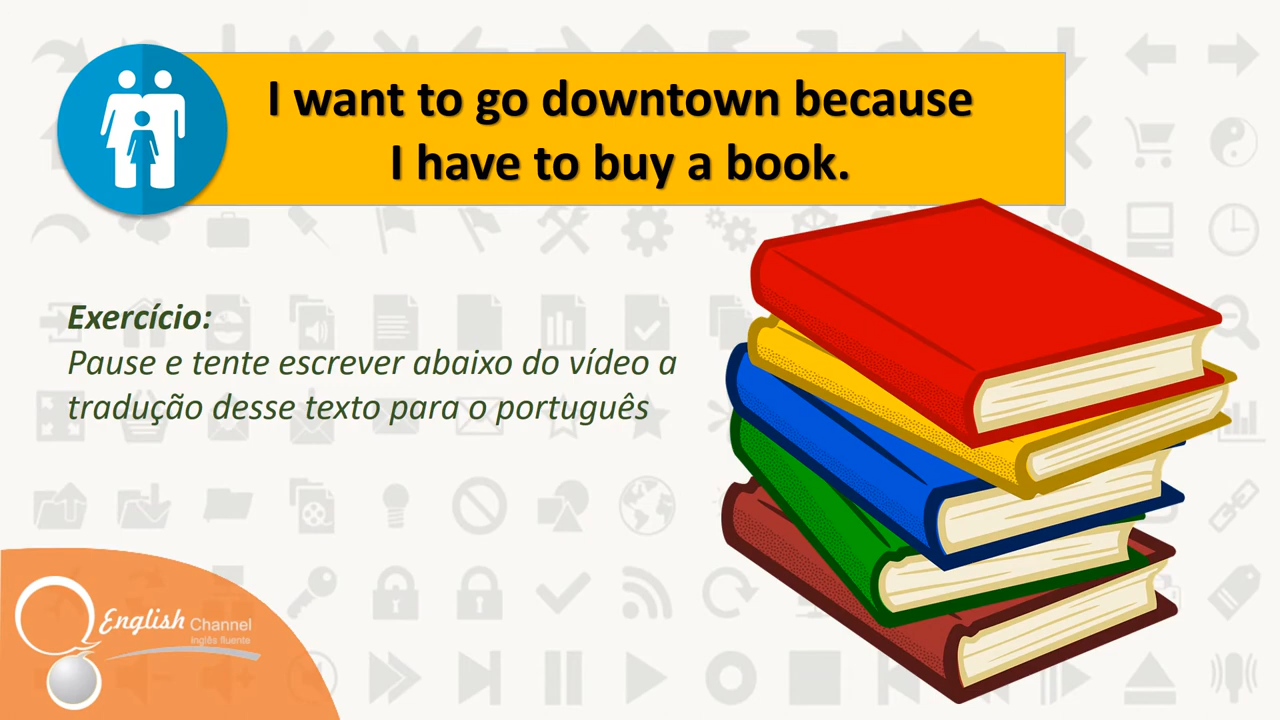 I want to go downtown because
I have to buy a book.
Exercício:
Pause e tente escrever abaixo do vídeo a
tradução desse texto para o português
English Channel
inglês fluente